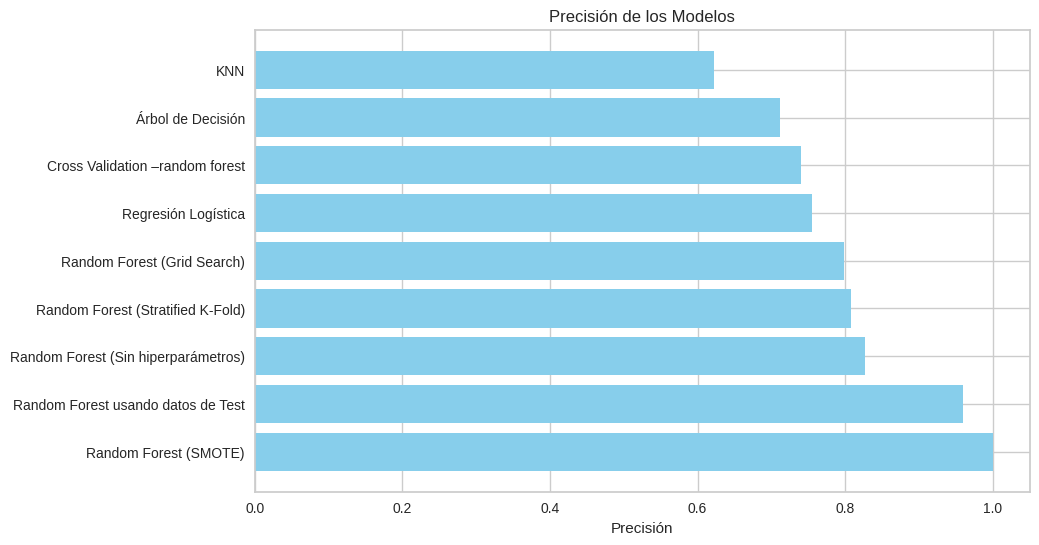 Precisión de los Modelos
KNN
Árbol de Decisión
Cross Validation –random forest
Regresión Logística
Random Forest (Grid Search)
Random Forest (Stratified K-Fold)
Random Forest (Sin hiperparámetros)
Random Forest usando datos de Test
Random Forest (SMOTE)
0.0 0.2 0.4 0.6 0.8 1.0
Precisión